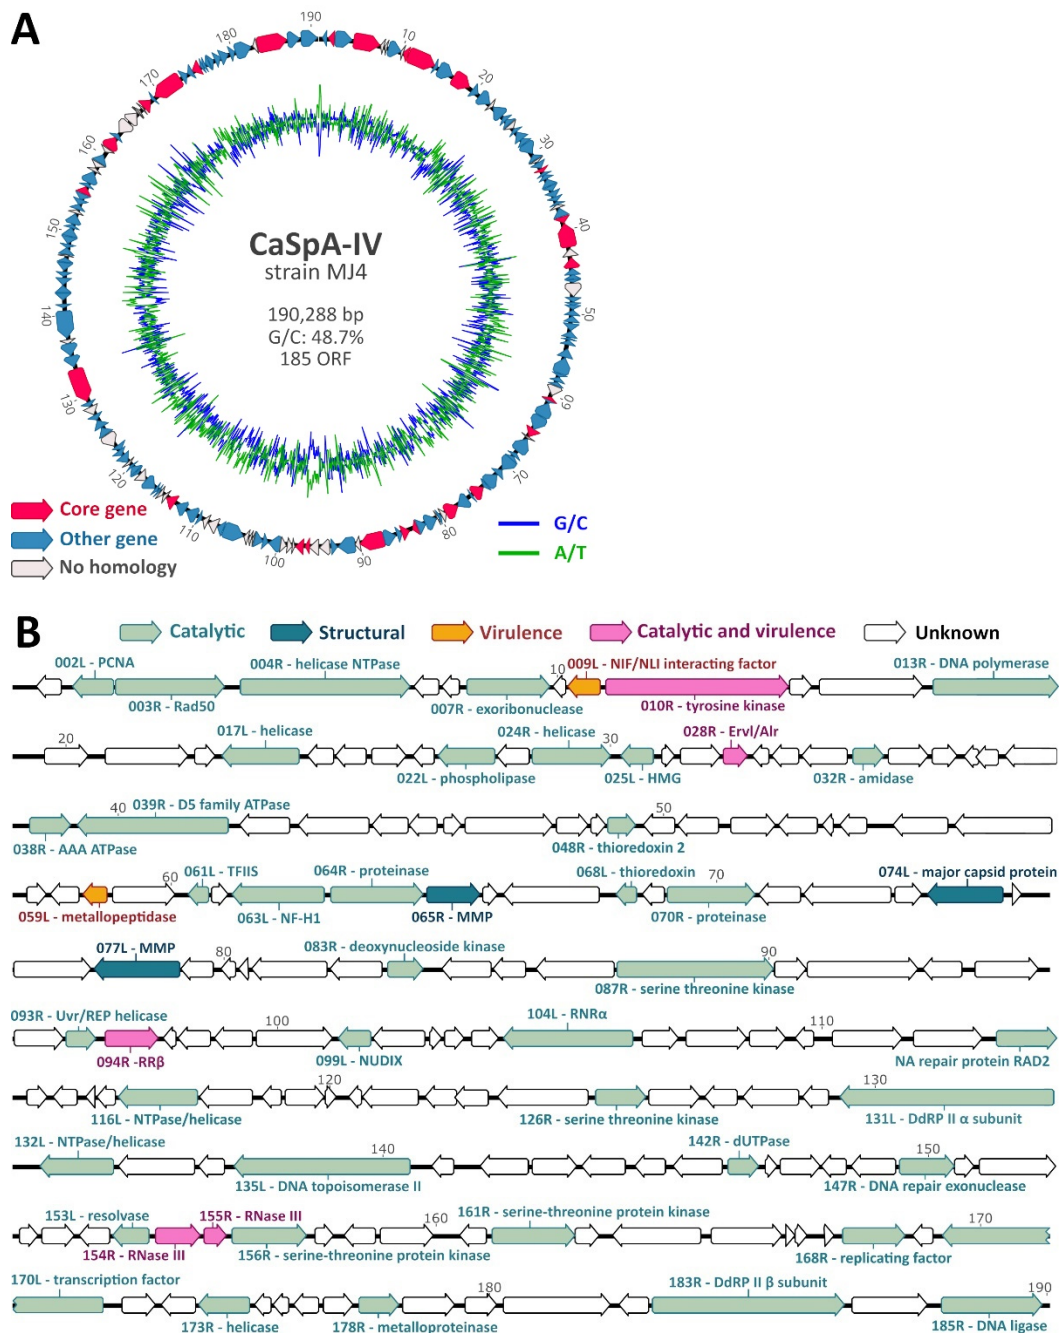 A
190
10
20
30
40
50
60
70
80
90
100
110
120
130
140
150
160
170
180
CaSpA-IV
strain MJ4
190,288 bp
G/C: 48.7%
185 ORF
Core gene
Other gene
No homology
G/C
A/T
B
Catalytic
Structural
Virulence
Catalytic and virulence
Unknown
002L - PCNA
004R - helicase NTPase
10
009L - NIF/NLI interacting factor
013R - DNA polymerase
003R - Rad50
007R - exoribonuclease
010R - tyrosine kinase
20
017L - helicase
024R - helicase
30
028R - Ervl/Alr
022L - phospholipase
025L - HMG
032R - amidase
40
039R - D5 family ATPase
50
038R - AAA ATPase
048R - thioredoxin 2
60
061L - TFIIS
064R - proteinase
068L - thioredoxin
70
074L - major capsid protein
059L - metallopeptidase
063L - NF-H1
065R - MMP
070R - proteinase
077L - MMP
80
083R - deoxynucleoside kinase
90
087R - serine threonine kinase
093R - Uvr/REP helicase
100
104L - RNRα
110
094R -RRβ
099L - NUDIX
NA repair protein RAD2
120
130
116L - NTPase/helicase
126R - serine threonine kinase
131L - DdRP II α subunit
132L - NTPase/helicase
140
142R - dUTPase
150
135L - DNA topoisomerase II
147R - DNA repair exonuclease
153L - resolvase
155R - RNase III
160
161R - serine-threonine protein kinase
170
154R - RNase III
156R - serine-threonine protein kinase
168R - replicating factor
170L - transcription factor
180
183R - DdRP II β subunit
190
173R - helicase
178R - metalloproteinase
185R - DNA ligase